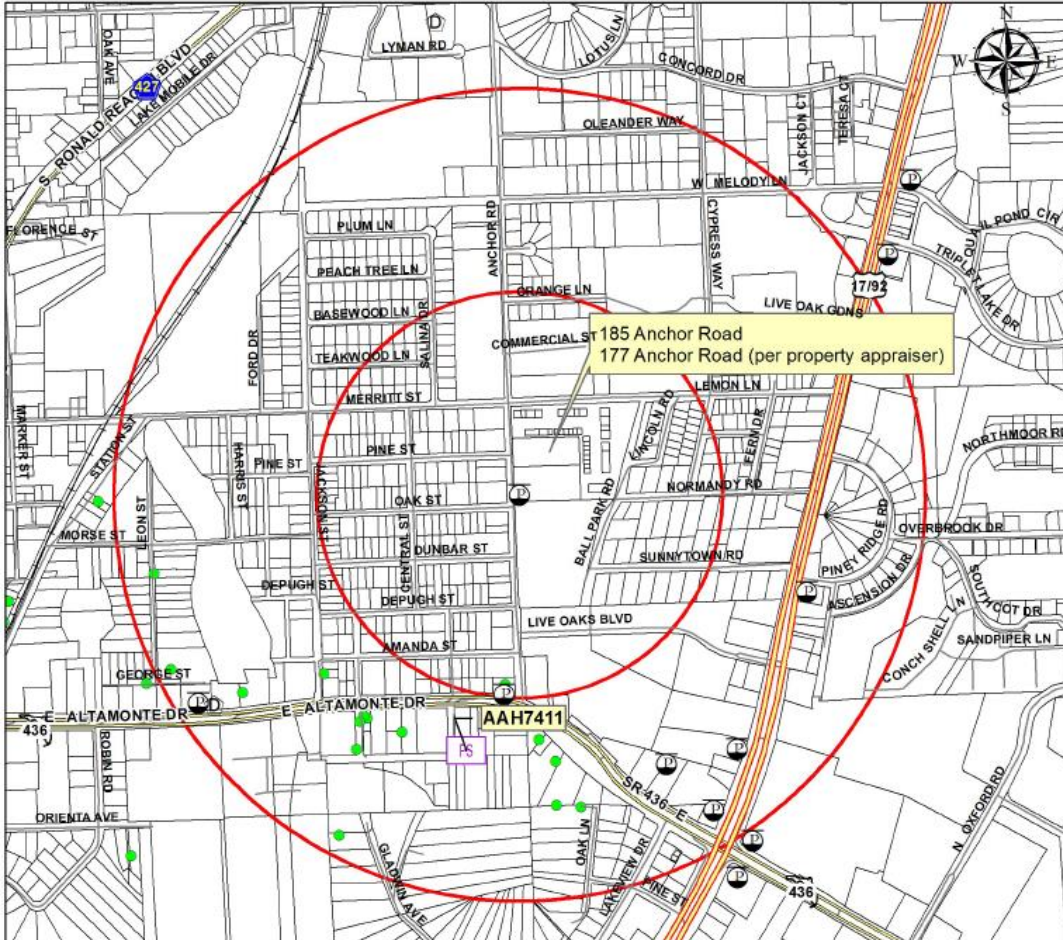 LYMAN RD
LOTUS LN
OAK AVE
S RONALD REAGAN BLVD
427
LAKE MOBILE DR
CONCORD DR
N
W
E
S
OLEANDER WAY
JACKSON CT
TERESA CT
W MELODY LN
FLORENCE ST
PLUM LN
ANCHOR RD
CYPRESS WAY
QUAIL POND CIR
TRIPLET LAKE DR
PEACH TREE LN
ORANGE LN
17/92
LIVE OAK GDNS
BASEWOOD LN
SALINA DR
FORD DR
COMMERCIAL ST
185 Anchor Road
177 Anchor Road (per property appraiser)
TEAKWOOD LN
LEMON LN
MERRITT ST
MARKER ST
STATION ST
LINCOLN RD
FERN DR
NORTHMOOR RD
PINE ST
HARRIS ST
PINE ST
JACKSON ST
OAK ST
NORMANDY RD
LEON ST
MORSE ST
CENTRAL ST
DUNBAR ST
BALLPARK RD
SUNNYTOWN RD
PINEY RIDGE RD
OVERBROOK DR
DEPUGH ST
DEPUGH ST
ASCENSION DR
SOUTHCOT DR
LIVE OAKS BLVD
SANDPIPER LN
CONCH SHELL LN
AMANDA ST
GEORGE ST
P
D
E ALTAMONTE DR
E ALTAMONTE DR
436
AAH7411
FS
ROBIN RD
SR 436 E
N OXFORD RD
ORIENTA AVE
GLADWIN AVE
OAK LN
LAKEVIEW DR
PINE ST
436